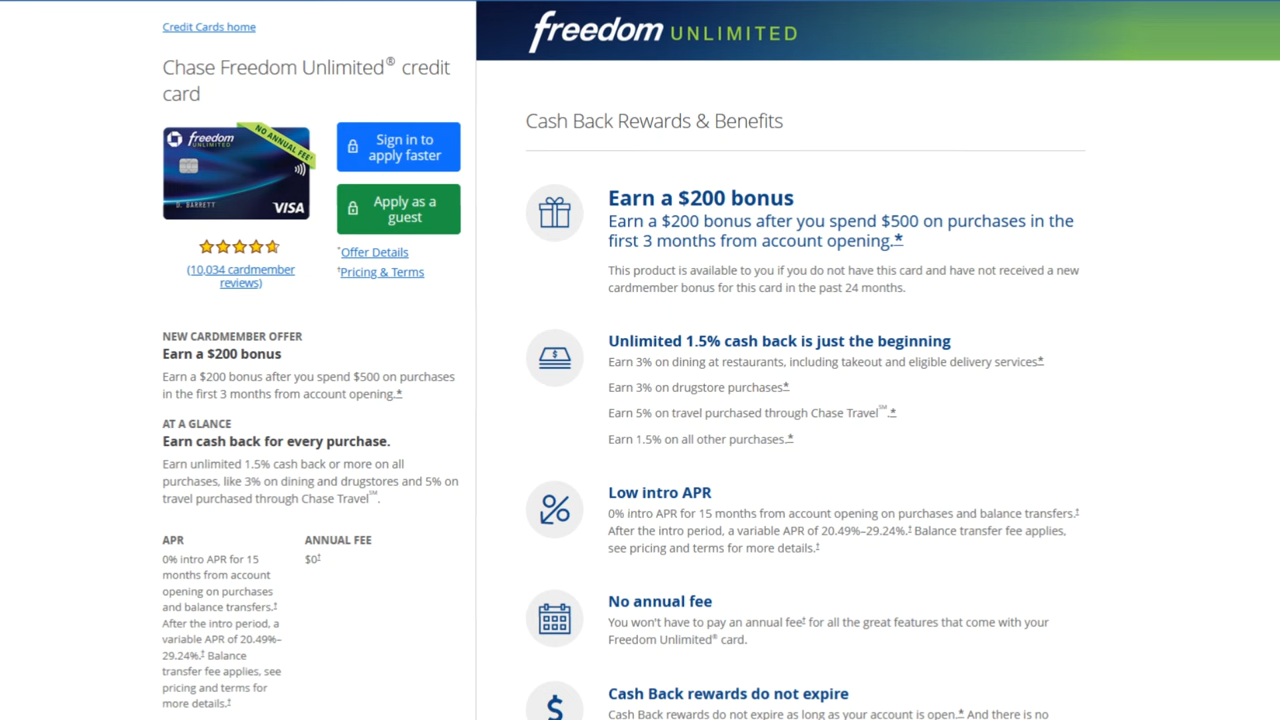 Credit Cards home
Chase Freedom Unlimited® credit
card
freedom
UNLIMITED
NO ANNUAL FEE†
D. BARRETT
VISA
Sign in to
apply faster
Apply as a
guest
(10,034 cardmember
reviews)
*Offer Details
†Pricing & Terms
NEW CARDMEMBER OFFER
Earn a $200 bonus
Earn a $200 bonus after you spend $500 on purchases
in the first 3 months from account opening.*
AT A GLANCE
Earn cash back for every purchase.
Earn unlimited 1.5% cash back or more on all
purchases, like 3% on dining and drugstores and 5% on
travel purchased through Chase Travel℠.
APR
0% intro APR for 15
months from account
opening on purchases
and balance transfers.†
After the intro period, a
variable APR of 20.49%–
29.24%.† Balance
transfer fee applies, see
pricing and terms for
more details.†
ANNUAL FEE
$0†
freedom UNLIMITED
Cash Back Rewards & Benefits
Earn a $200 bonus
Earn a $200 bonus after you spend $500 on purchases in the
first 3 months from account opening.*
This product is available to you if you do not have this card and have not received a new
cardmember bonus for this card in the past 24 months.
Unlimited 1.5% cash back is just the beginning
Earn 3% on dining at restaurants, including takeout and eligible delivery services*
Earn 3% on drugstore purchases*
Earn 5% on travel purchased through Chase Travel℠.*
Earn 1.5% on all other purchases.*
Low intro APR
0% intro APR for 15 months from account opening on purchases and balance transfers.†
After the intro period, a variable APR of 20.49%–29.24%.† Balance transfer fee applies,
see pricing and terms for more details.†
No annual fee
You won't have to pay an annual fee† for all the great features that come with your
Freedom Unlimited® card.
Cash Back rewards do not expire
Cash Back rewards do not expire as long as your account is open.* And there is no